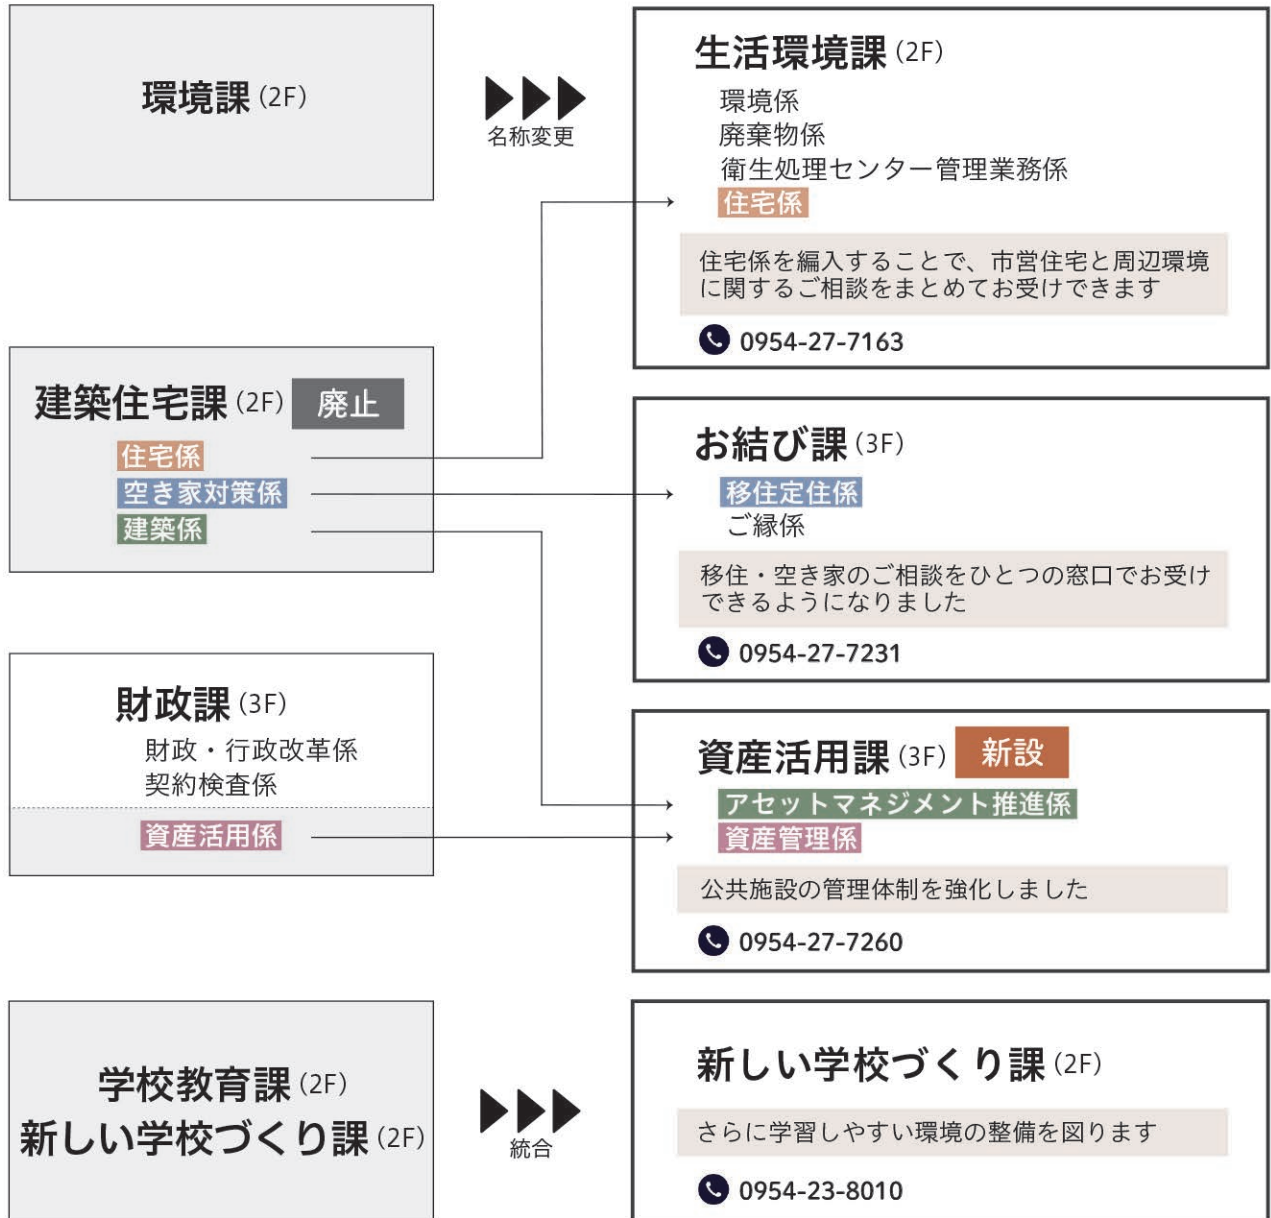 環境課 (2F)
名称変更
生活環境課 (2F)
環境係
廃棄物係
衛生処理センター管理業務係
住宅係
住宅係を編入することで、市営住宅と周辺環境
に関するご相談をまとめてお受けできます
0954-27-7163
建築住宅課 (2F) 廃止
住宅係
空き家対策係
建築係
お結び課 (3F)
移住定住係
ご縁係
移住・空き家のご相談をひとつの窓口でお受け
できるようになりました
0954-27-7231
財政課 (3F)
財政・行政改革係
契約検査係
資産活用係
資産活用課 (3F) 新設
アセットマネジメント推進係
資産管理係
公共施設の管理体制を強化しました
0954-27-7260
学校教育課 (2F)
新しい学校づくり課 (2F)
統合
新しい学校づくり課 (2F)
さらに学習しやすい環境の整備を図ります
0954-23-8010